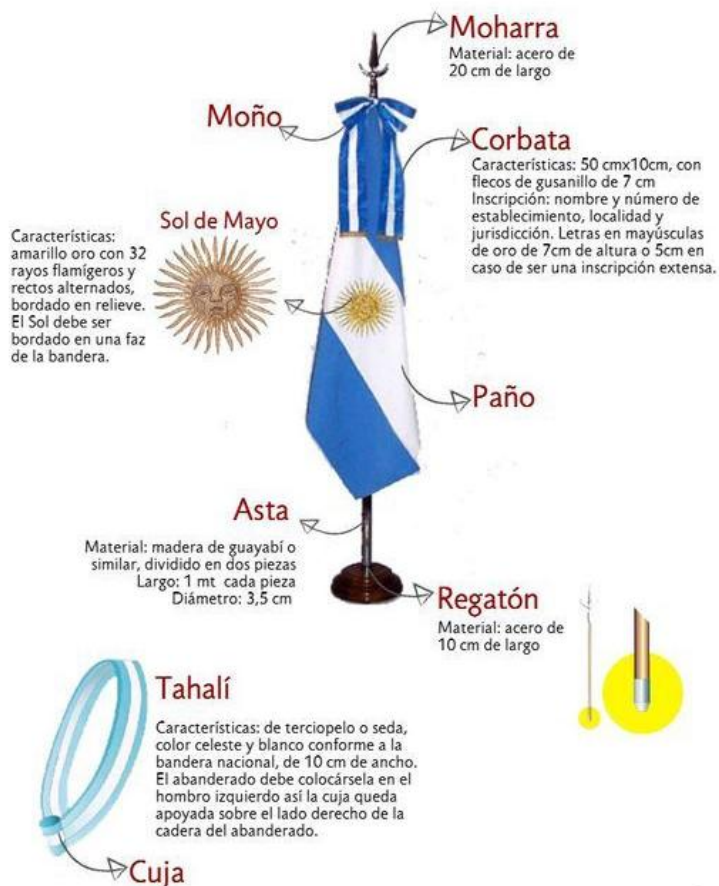 Moharra
Material: acero de
20 cm de largo
Moño
Corbata
Características: 50 cmx10cm, con
flecos de gusanillo de 7 cm
Inscripción: nombre y número de
establecimiento, localidad y
jurisdicción. Letras en mayúsculas
de oro de 7cm de altura o 5cm en
caso de ser una inscripción extensa.
Sol de Mayo
Características:
amarillo oro con 32
rayos flamígeros y
rectos alternados,
bordado en relieve.
El Sol debe ser
bordado en una faz
de la bandera.
Paño
Asta
Material: madera de guayabí o
similar, dividido en dos piezas
Largo: 1 mt cada pieza
Diámetro: 3,5 cm
Regatón
Material: acero de
10 cm de largo
Tahalí
Características: de terciopelo o seda,
color celeste y blanco conforme a la
bandera nacional, de 10 cm de ancho.
El abanderado debe colocársela en el
hombro izquierdo así la cuja queda
apoyada sobre el lado derecho de la
cadera del abanderado.
Cuja